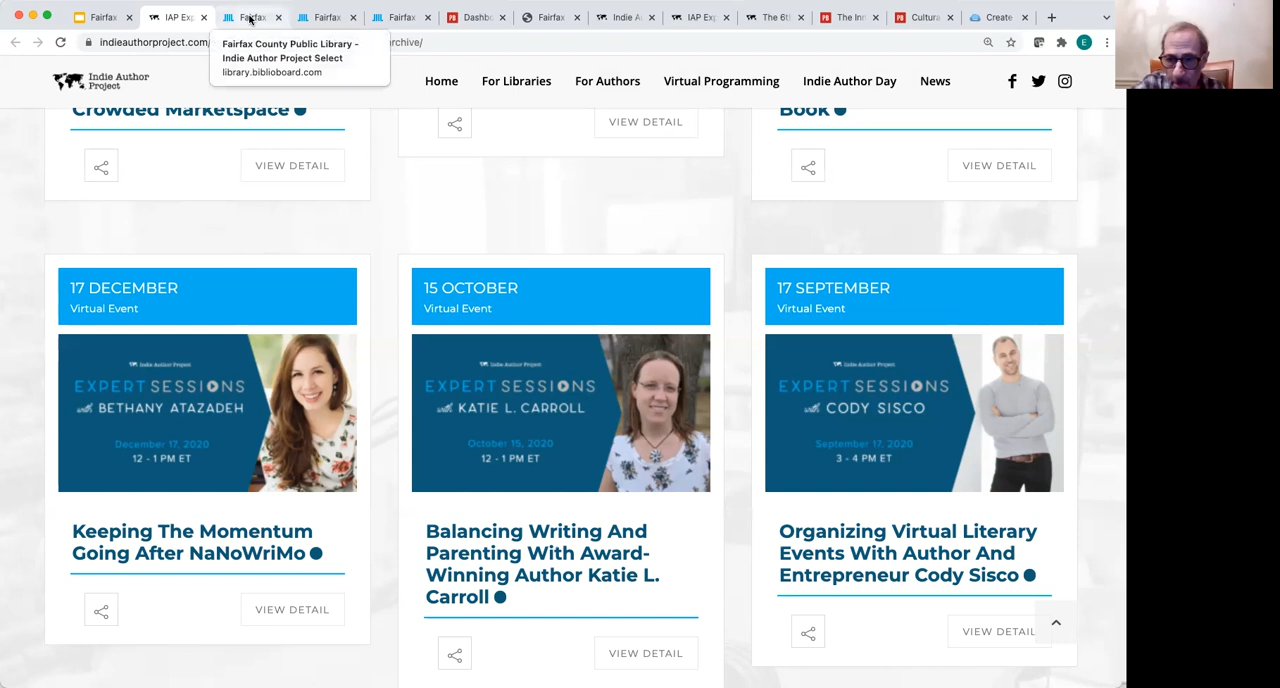 Fairfax
IAP Exp
Fairfax
Fairfax
Fairfax
Dashbo
Fairfax
Indie A
IAP Exp
The 6th
The Inn
Cultura
Create
indieauthorproject.com/
archive/
E
Fairfax County Public Library -
Indie Author Project Select
library.biblioboard.com
Indie Author
Project
Home
For Libraries
For Authors
Virtual Programming
Indie Author Day
News
Crowded Marketspace
Book
VIEW DETAIL
VIEW DETAIL
VIEW DETAIL
17 DECEMBER
Virtual Event
Indie Author Project
EXPERT SESSIONS
with BETHANY ATAZADEH
December 17, 2020
12 - 1 PM ET
Keeping The Momentum
Going After NaNoWriMo
VIEW DETAIL
15 OCTOBER
Virtual Event
Indie Author Project
EXPERT SESSIONS
with KATIE L. CARROLL
October 15, 2020
12 - 1 PM ET
Balancing Writing And
Parenting With Award-
Winning Author Katie L.
Carroll
VIEW DETAIL
17 SEPTEMBER
Virtual Event
Indie Author Project
EXPERT SESSIONS
with CODY SISCO
September 17, 2020
3 - 4 PM ET
Organizing Virtual Literary
Events With Author And
Entrepreneur Cody Sisco
VIEW DETAIL